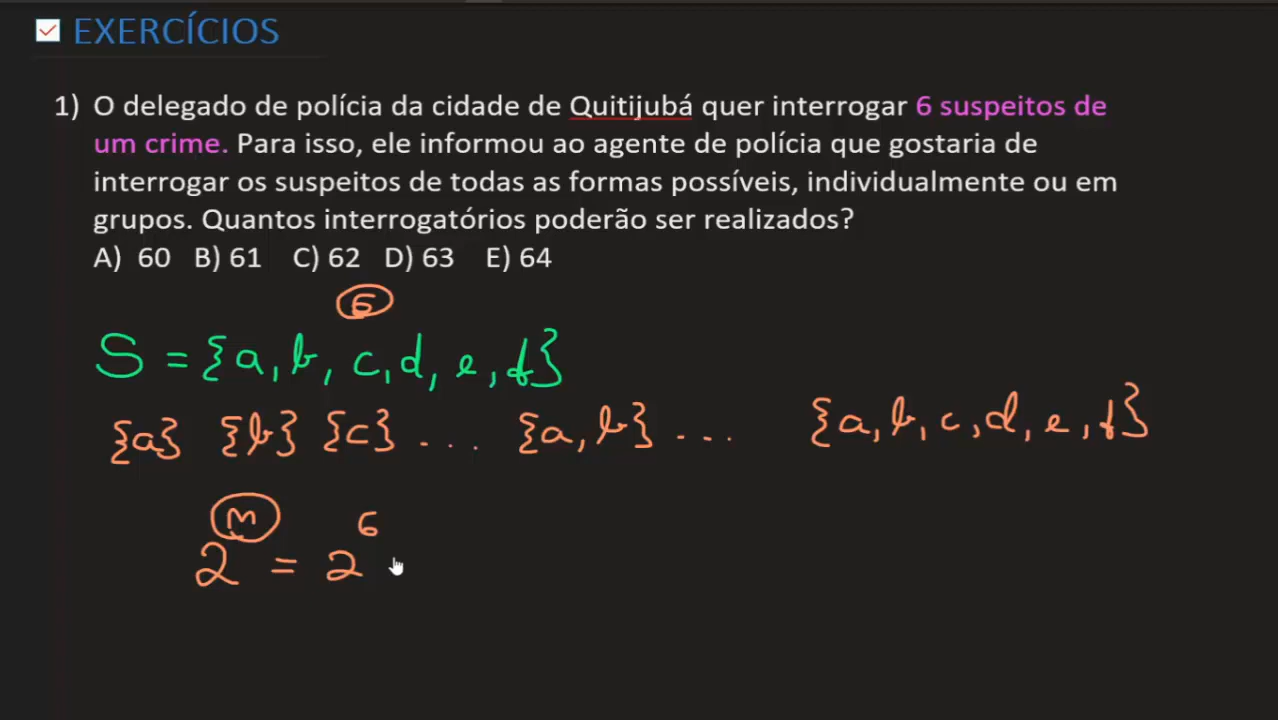 EXERCÍCIOS
1) O delegado de polícia da cidade de Quitijubá quer interrogar 6 suspeitos de
um crime. Para isso, ele informou ao agente de polícia que gostaria de
interrogar os suspeitos de todas as formas possíveis, individualmente ou em
grupos. Quantos interrogatórios poderão ser realizados?
A) 60 B) 61 C) 62 D) 63 E) 64
6
S = {a, b, c, d, e, f}
{a} {b} {c} ... {a, b} ... {a, b, c, d, e, f}
2^m = 2^6